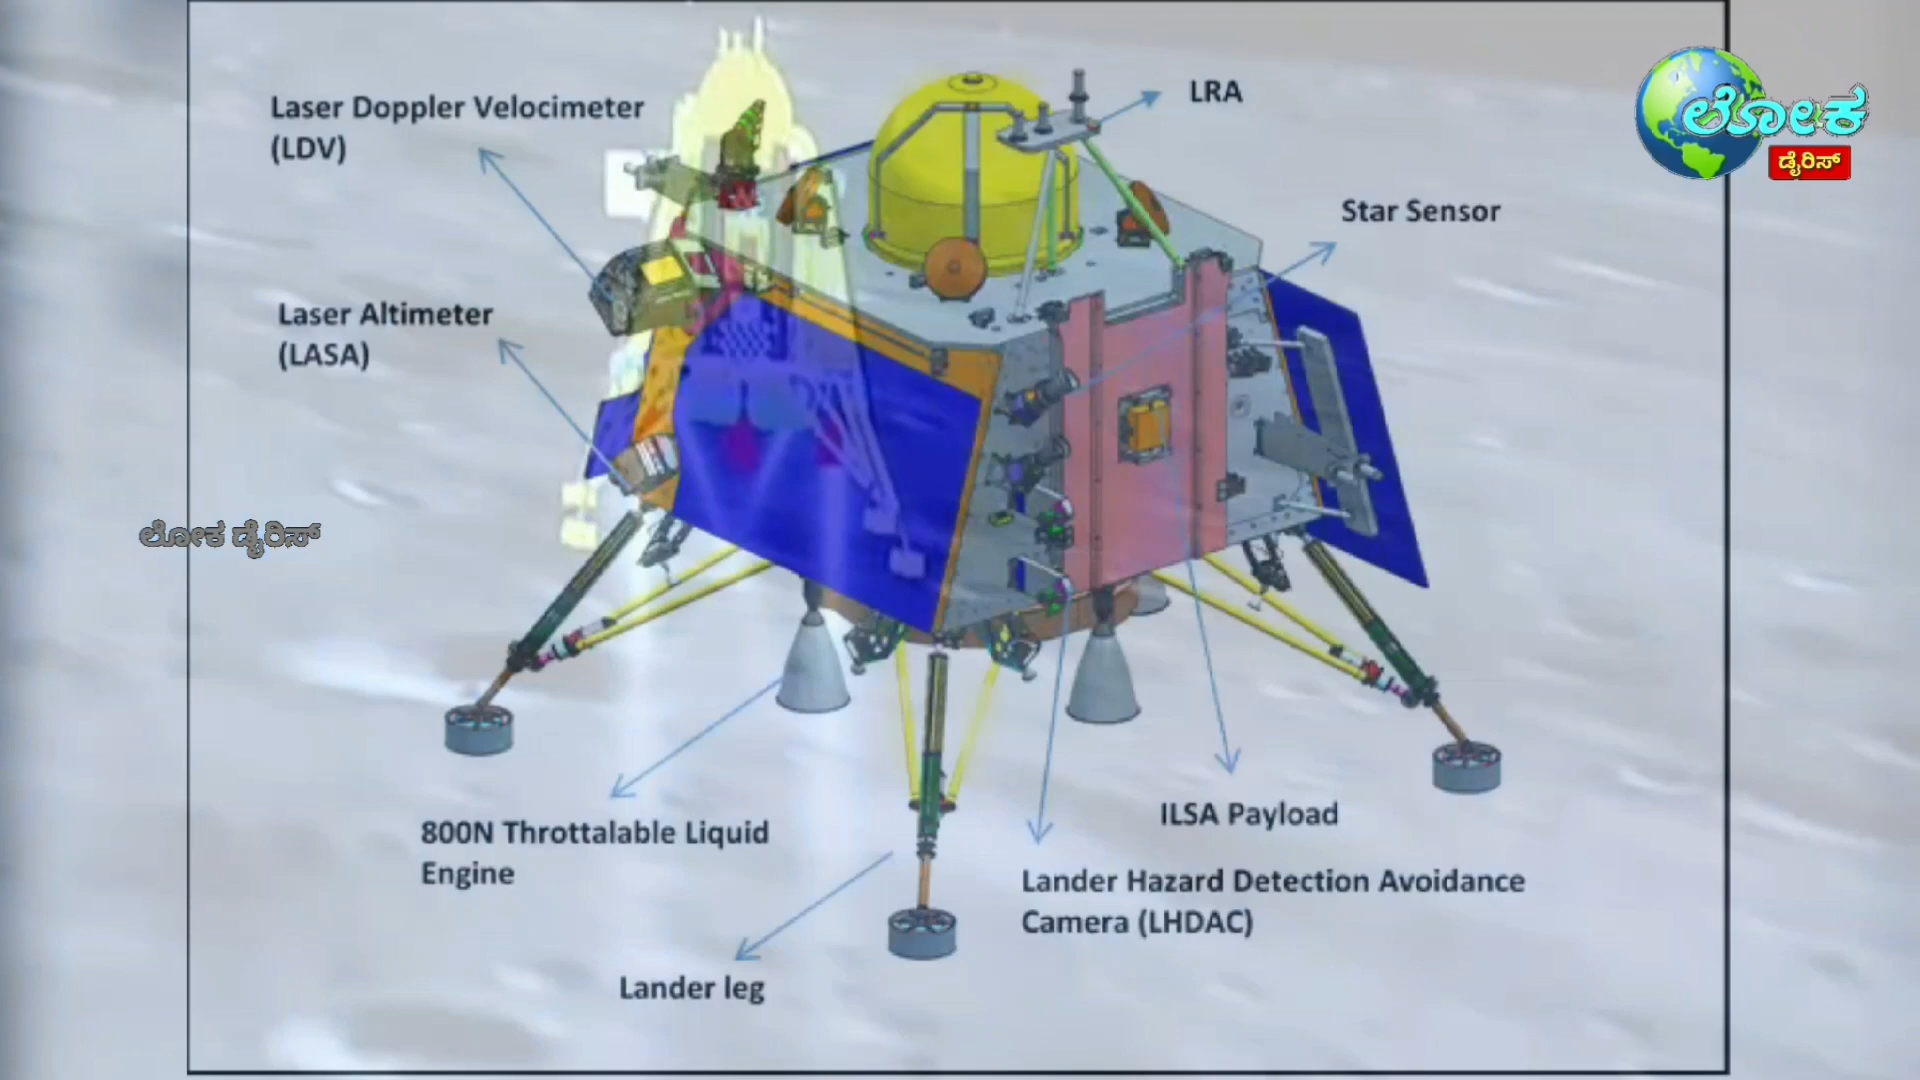 LRA
Laser Doppler Velocimeter
(LDV)
ಲೋಕ
ಡೈರಿಸ್
Star Sensor
Laser Altimeter
(LASA)
ಲೋಕ ಡೈರಿಸ್
800N Throttalable Liquid
Engine
ILSA Payload
Lander Hazard Detection Avoidance
Camera (LHDAC)
Lander leg